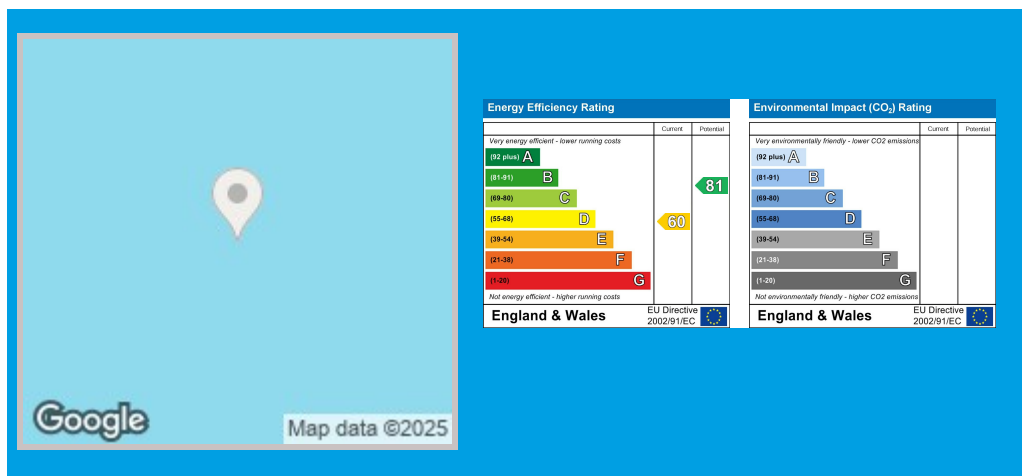 Google
Map data ©2025
Energy Efficiency Rating
Current Potential
Very energy efficient - lower running costs
(92 plus) A
(81-91) B
81
(69-80) C
(55-68) D
60
(39-54) E
(21-38) F
(1-20) G
Not energy efficient - higher running costs
England & Wales
EU Directive
2002/91/EC
Environmental Impact (CO₂) Rating
Current Potential
Very environmentally friendly - lower CO2 emissions
(92 plus) A
(81-91) B
(69-80) C
(55-68) D
(39-54) E
(21-38) F
(1-20) G
Not environmentally friendly - higher CO2 emissions
England & Wales
EU Directive
2002/91/EC